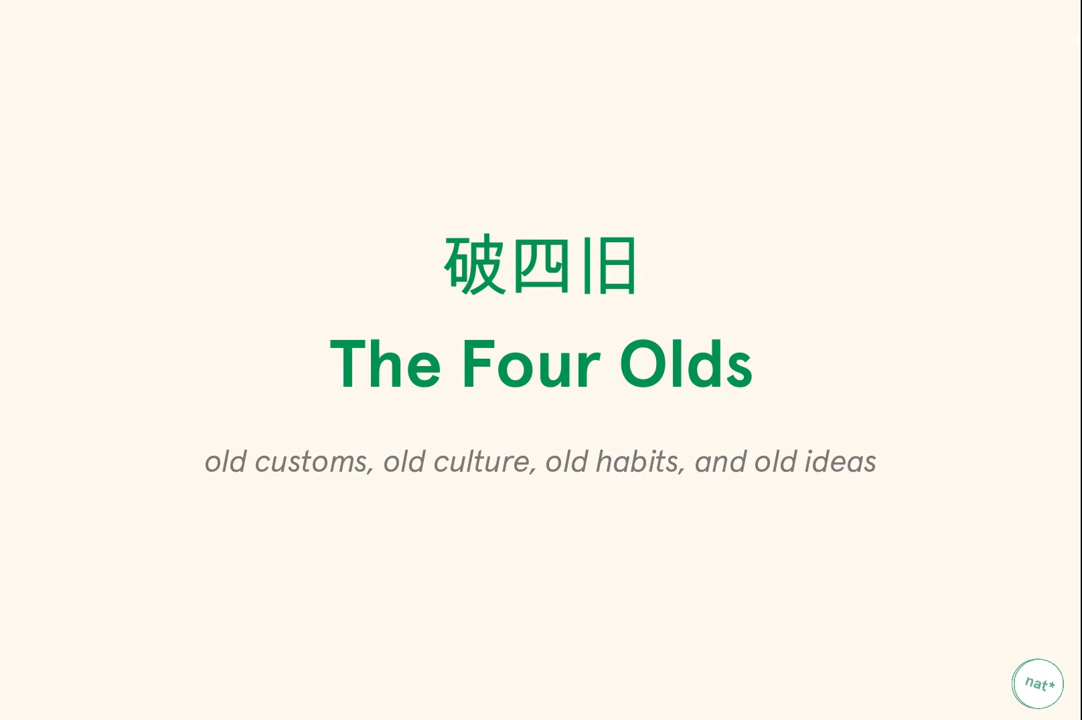 破四旧
The Four Olds
old customs, old culture, old habits, and old ideas
nat*